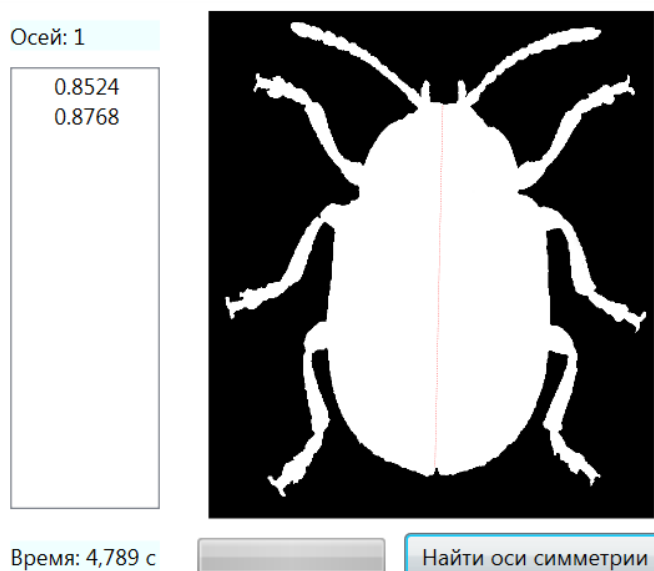 Осей: 1
0.8524
0.8768
Время: 4,789 с
Найти оси симметрии